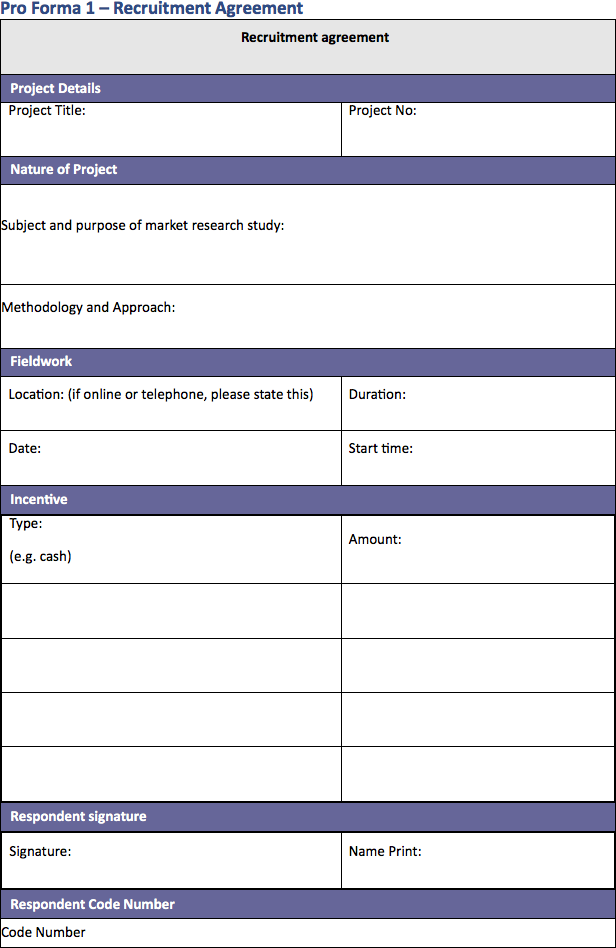 Pro Forma 1 – Recruitment Agreement
Recruitment agreement
Project Details
Project Title:
Project No:
Nature of Project
Subject and purpose of market research study:
Methodology and Approach:
Fieldwork
Location: (if online or telephone, please state this)
Duration:
Date:
Start time:
Incentive
Type:
(e.g. cash)
Amount:
Respondent signature
Signature:
Name Print:
Respondent Code Number
Code Number